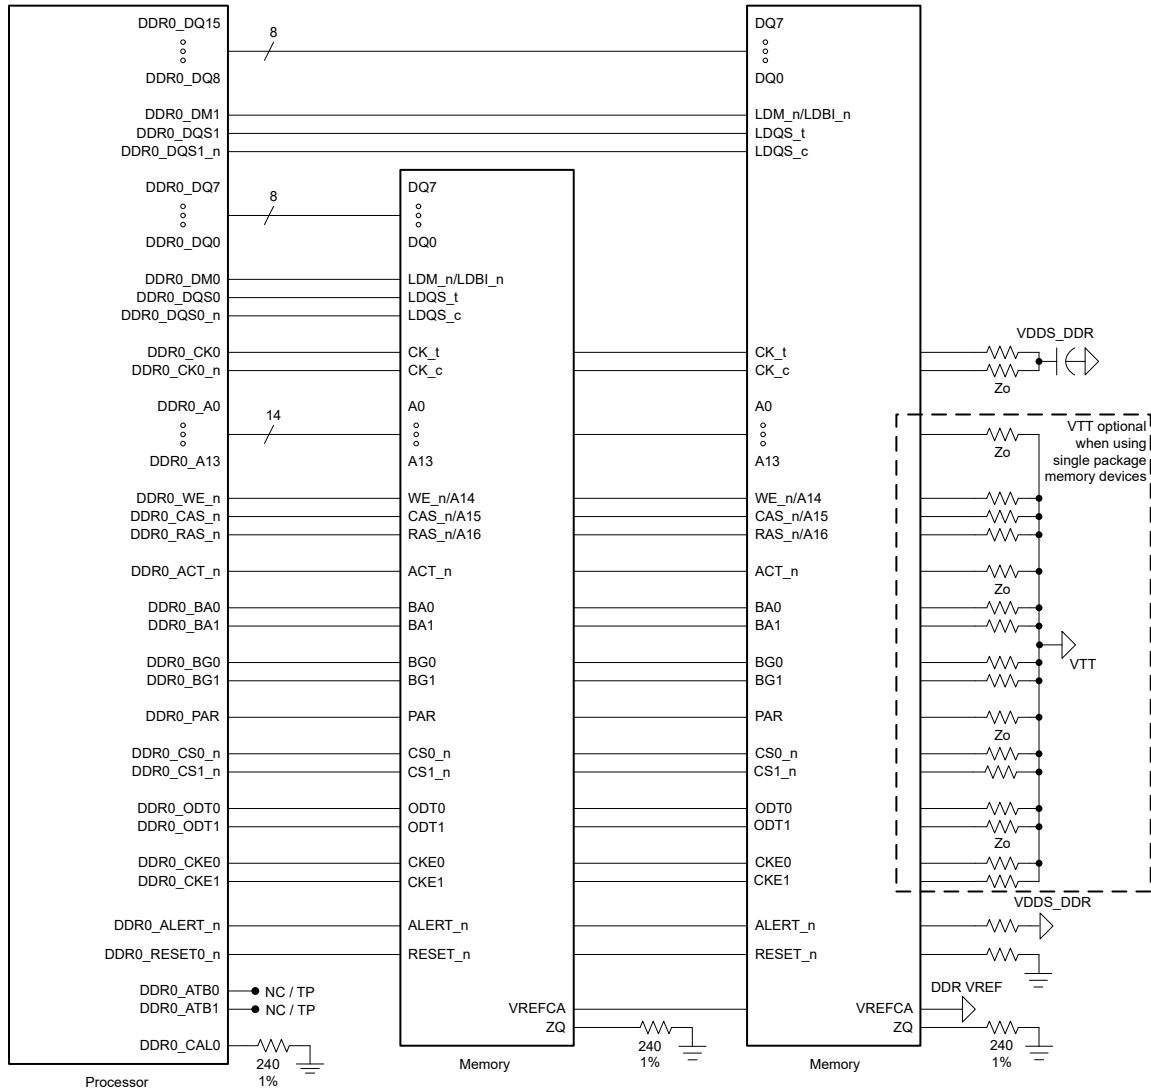 DDR0_DQ15 8 DQ7
DDR0_DQ8 DQ0
DDR0_DM1 LDM_n/LDBI_n
DDR0_DQS1 LDQS_t
DDR0_DQS1_n LDQS_c
DDR0_DQ7 8 DQ7
DDR0_DQ0 DQ0
DDR0_DM0 LDM_n/LDBI_n
DDR0_DQS0 LDQS_t
DDR0_DQS0_n LDQS_c
VDDS_DDR
DDR0_CK0 CK_t CK_t
DDR0_CK0_n CK_c CK_c
Zo
DDR0_A0 14 A0 A0
VTT optional
when using
single package
memory devices
Zo
DDR0_A13 A13 A13
DDR0_WE_n WE_n/A14 WE_n/A14
DDR0_CAS_n CAS_n/A15 CAS_n/A15
DDR0_RAS_n RAS_n/A16 RAS_n/A16
DDR0_ACT_n ACT_n ACT_n
Zo
DDR0_BA0 BA0 BA0
DDR0_BA1 BA1 BA1
DDR0_BG0 BG0 BG0
VTT
DDR0_BG1 BG1 BG1
DDR0_PAR PAR PAR
Zo
DDR0_CS0_n CS0_n CS0_n
DDR0_CS1_n CS1_n CS1_n
DDR0_ODT0 ODT0 ODT0
DDR0_ODT1 ODT1 ODT1
Zo
DDR0_CKE0 CKE0 CKE0
DDR0_CKE1 CKE1 CKE1
VDDS_DDR
DDR0_ALERT_n ALERT_n ALERT_n
DDR0_RESET0_n RESET_n RESET_n
DDR0_ATB0 NC / TP DDR VREF
DDR0_ATB1 NC / TP VREFCA VREFCA
ZQ ZQ
DDR0_CAL0 240 240 240
1% 1% 1%
Processor Memory Memory